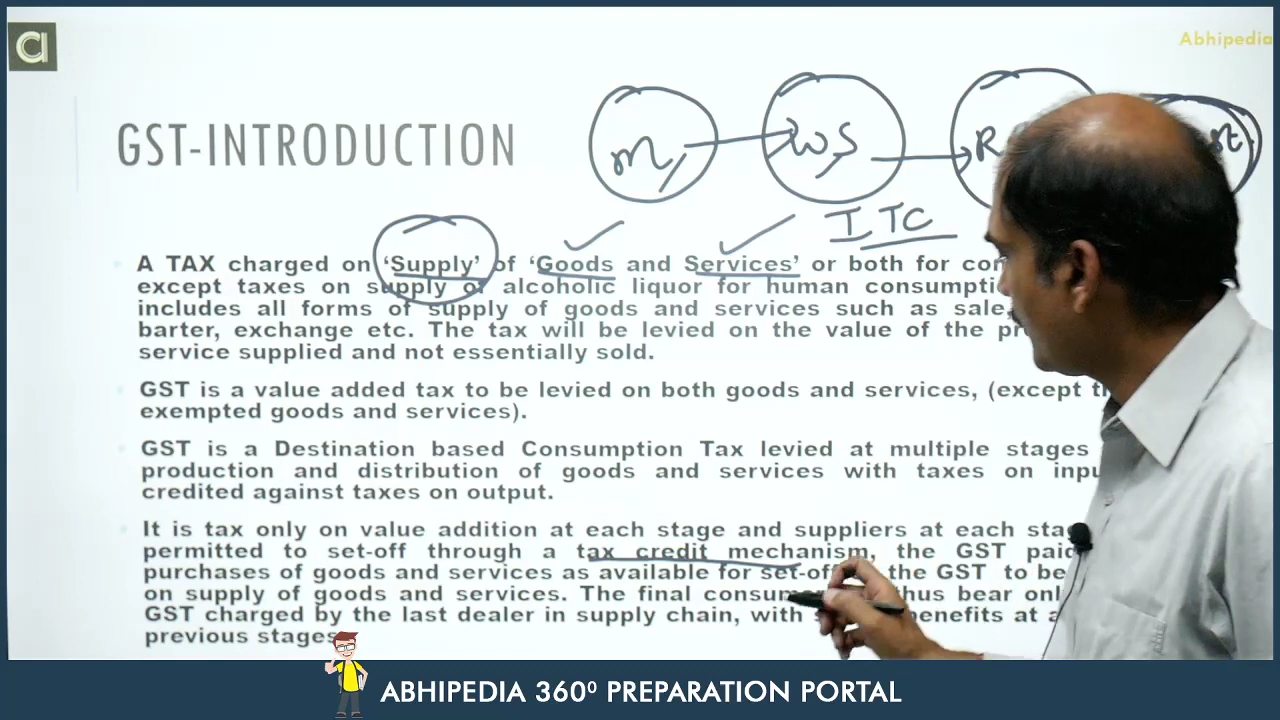 Abhipedia
GST-INTRODUCTION
M
WS
R
ITC
A TAX charged on ‘Supply’ of ‘Goods and Services’ or both for
except taxes on supply of alcoholic liquor for human
includes all forms of supply of goods and services such as sale,
barter, exchange etc. The tax will be levied on the value of the
service supplied and not essentially sold.
GST is a value added tax to be levied on both goods and services, (except
exempted goods and services).
GST is a Destination based Consumption Tax levied at multiple stages
production and distribution of goods and services with taxes on
credited against taxes on output.
It is tax only on value addition at each stage and suppliers at each
permitted to set-off through a tax credit mechanism, the GST paid
purchases of goods and services as available for set-off the GST to be
on supply of goods and services. The final thus bear
GST charged by the last dealer in supply chain, with benefits at
previous stages
ABHIPEDIA 360⁰ PREPARATION PORTAL